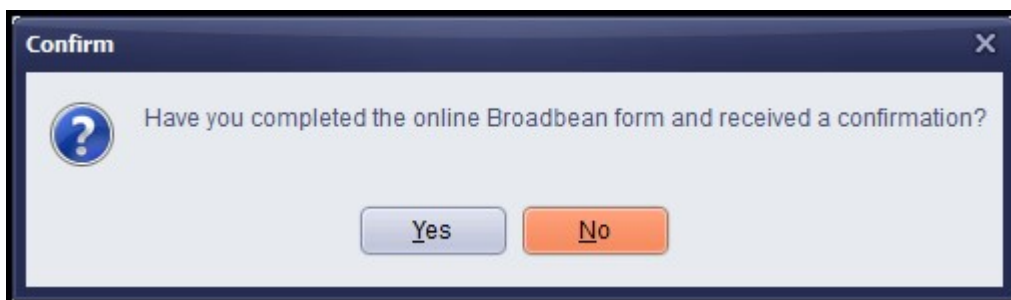 Confirm
Have you completed the online Broadbean form and received a confirmation?
Yes
No